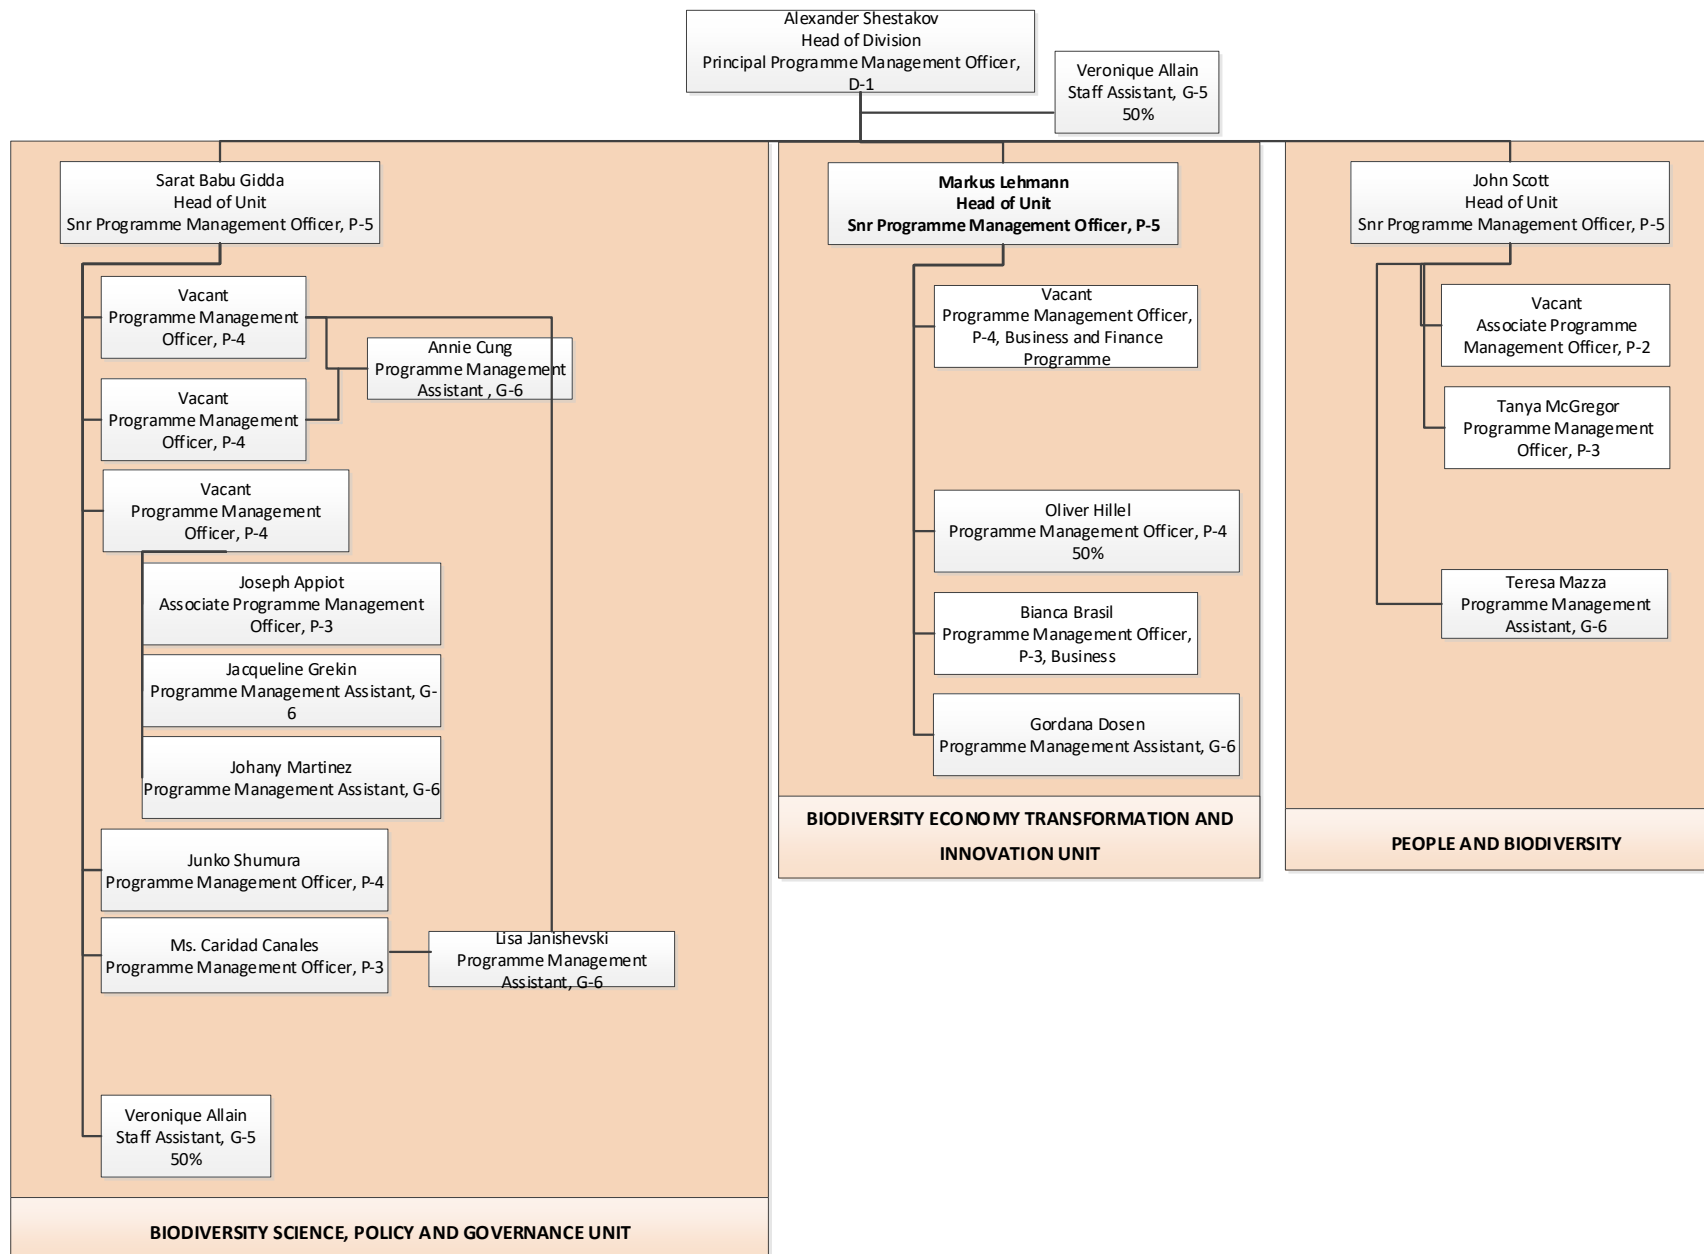 Alexander Shestakov
Head of Division
Principal Programme Management Officer,
D-1
Veronique Allain
Staff Assistant, G-5
50%
Sarat Babu Gidda
Head of Unit
Snr Programme Management Officer, P-5
Vacant
Programme Management
Officer, P-4
Annie Cung
Programme Management
Assistant , G-6
Vacant
Programme Management
Officer, P-4
Vacant
Programme Management
Officer, P-4
Joseph Appiot
Associate Programme Management
Officer, P-3
Jacqueline Grekin
Programme Management Assistant, G-
6
Johany Martinez
Programme Management Assistant, G-6
Junko Shumura
Programme Management Officer, P-4
Ms. Caridad Canales
Programme Management Officer, P-3
Lisa Janishevski
Programme Management
Assistant, G-6
Veronique Allain
Staff Assistant, G-5
50%
BIODIVERSITY SCIENCE, POLICY AND GOVERNANCE UNIT
Markus Lehmann
Head of Unit
Snr Programme Management Officer, P-5
Vacant
Programme Management Officer,
P-4, Business and Finance
Programme
Oliver Hillel
Programme Management Officer, P-4
50%
Bianca Brasil
Programme Management Officer,
P-3, Business
Gordana Dosen
Programme Management Assistant, G-6
BIODIVERSITY ECONOMY TRANSFORMATION AND
INNOVATION UNIT
John Scott
Head of Unit
Snr Programme Management Officer, P-5
Vacant
Associate Programme
Management Officer, P-2
Tanya McGregor
Programme Management
Officer, P-3
Teresa Mazza
Programme Management
Assistant, G-6
PEOPLE AND BIODIVERSITY